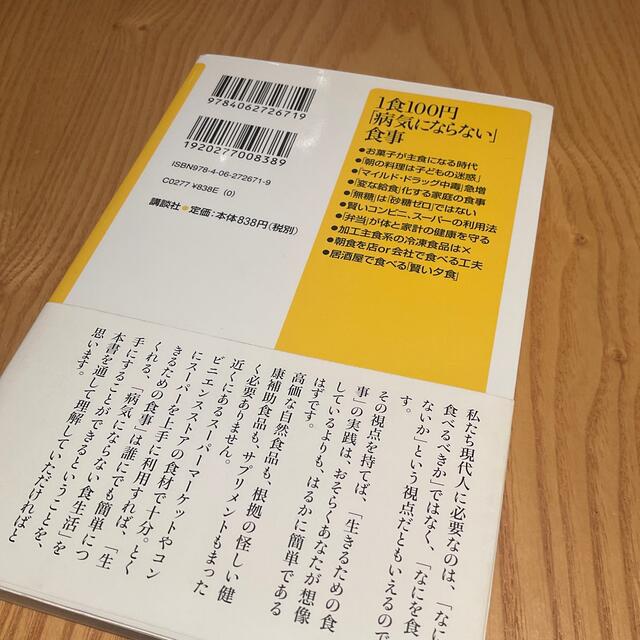 9784062726719
1920277008389
ISBN978-4-06-272671-9
C0277 ¥838E (0)
講談社●定価:本体838円(税別)
1食100円
「病気にならない」
食事
●お菓子が主食になる時代
●「朝の料理は子どもの迷惑」
●「マイルド・ドラッグ中毒」急増
●「変な給食」化する家庭の食事
●「無糖」は「砂糖ゼロ」ではない
●賢いコンビニ、スーパーの利用法
●「弁当」が体と家計の健康を守る
●加工主食系の冷凍食品は×
●朝食を店or会社で食べる工夫
●居酒屋で食べる「賢い夕食」
私たち現代人に必要なのは、「なに
食べるべきか」ではなく、「なにを食
ないか」という視点だともいえるので
す。
その視点を持てば、「生きるための食
事」の実践は、おそらくあなたが想像
しているよりも、はるかに簡単である
はずです。
高価な自然食品も、根拠の怪しい健
康補助食品も、サプリメントもまった
く必要ありません。
近くにあるスーパーマーケットやコン
ビニエンスストアの食材で十分。とく
にスーパーを上手に利用すれば、「生
きるための食事」は誰にでも簡単につ
くれる、「病気にならない食生活」を
手にすることができるということを、
本書を通して理解していただければと
思います。